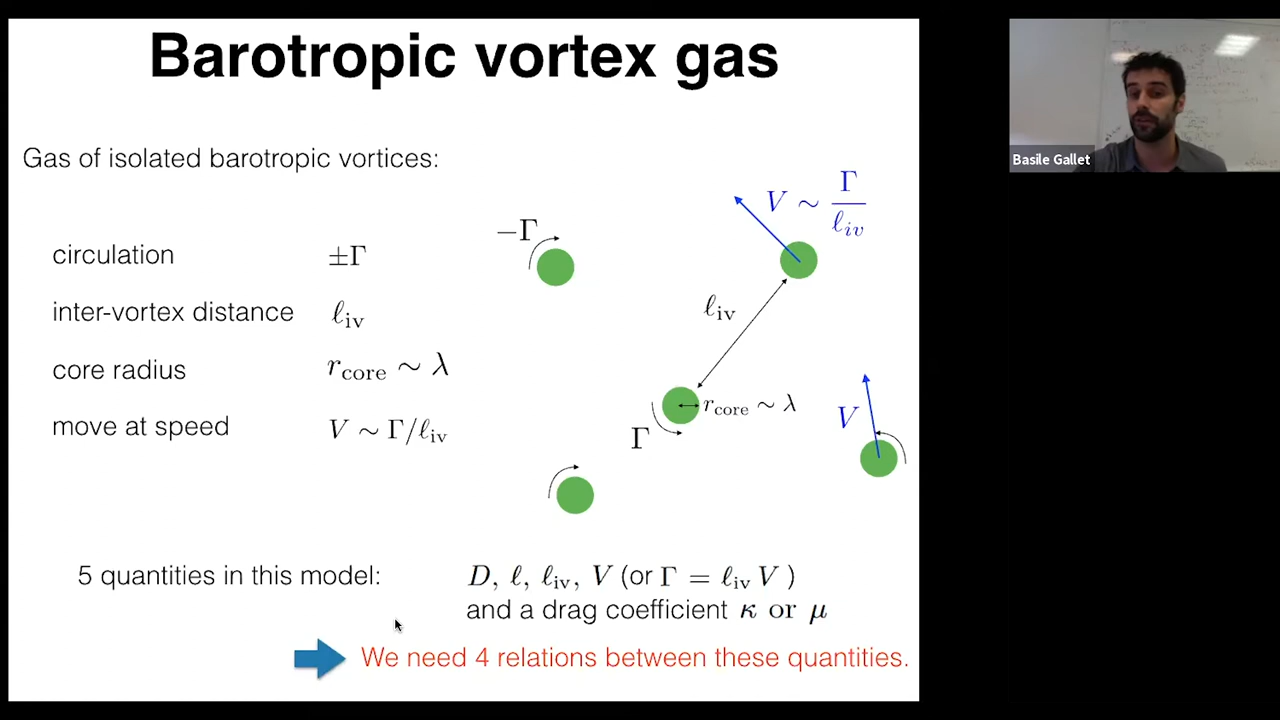 Barotropic vortex gas
Gas of isolated barotropic vortices:
circulation ±Γ
inter-vortex distance ℓ_iv
core radius r_core ∼ λ
move at speed V ∼ Γ/ℓ_iv
−Γ
V ∼ Γ/ℓ_iv
ℓ_iv
r_core ∼ λ
Γ
V
5 quantities in this model: D, ℓ, ℓ_iv, V (or Γ = ℓ_iv V )
and a drag coefficient κ or μ
We need 4 relations between these quantities.
Basile Gallet